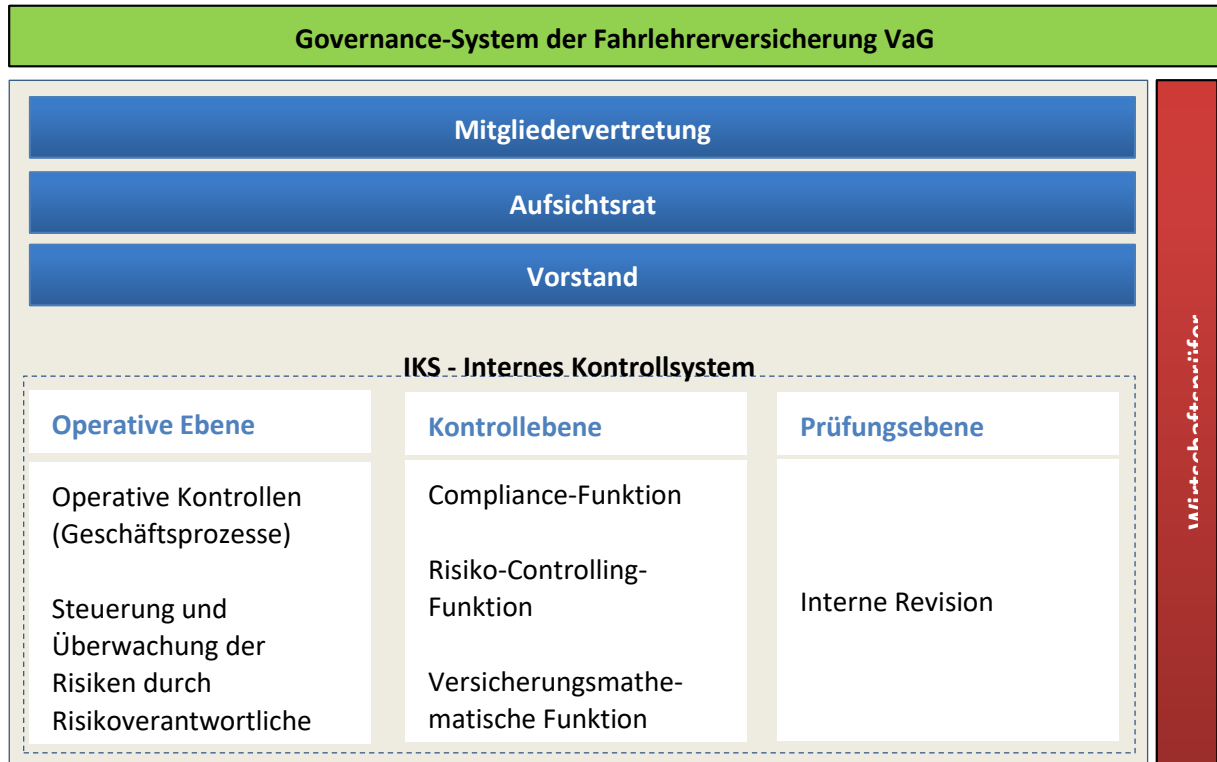 Governance-System der Fahrlehrerversicherung VaG
Mitgliedervertretung
Aufsichtsrat
Vorstand
IKS - Internes Kontrollsystem
Operative Ebene
Operative Kontrollen
(Geschäftsprozesse)
Steuerung und
Überwachung der
Risiken durch
Risikoverantwortliche
Kontrollebene
Compliance-Funktion
Risiko-Controlling-
Funktion
Versicherungsmathe-
matische Funktion
Prüfungsebene
Interne Revision
Wirtschaftsprüfer